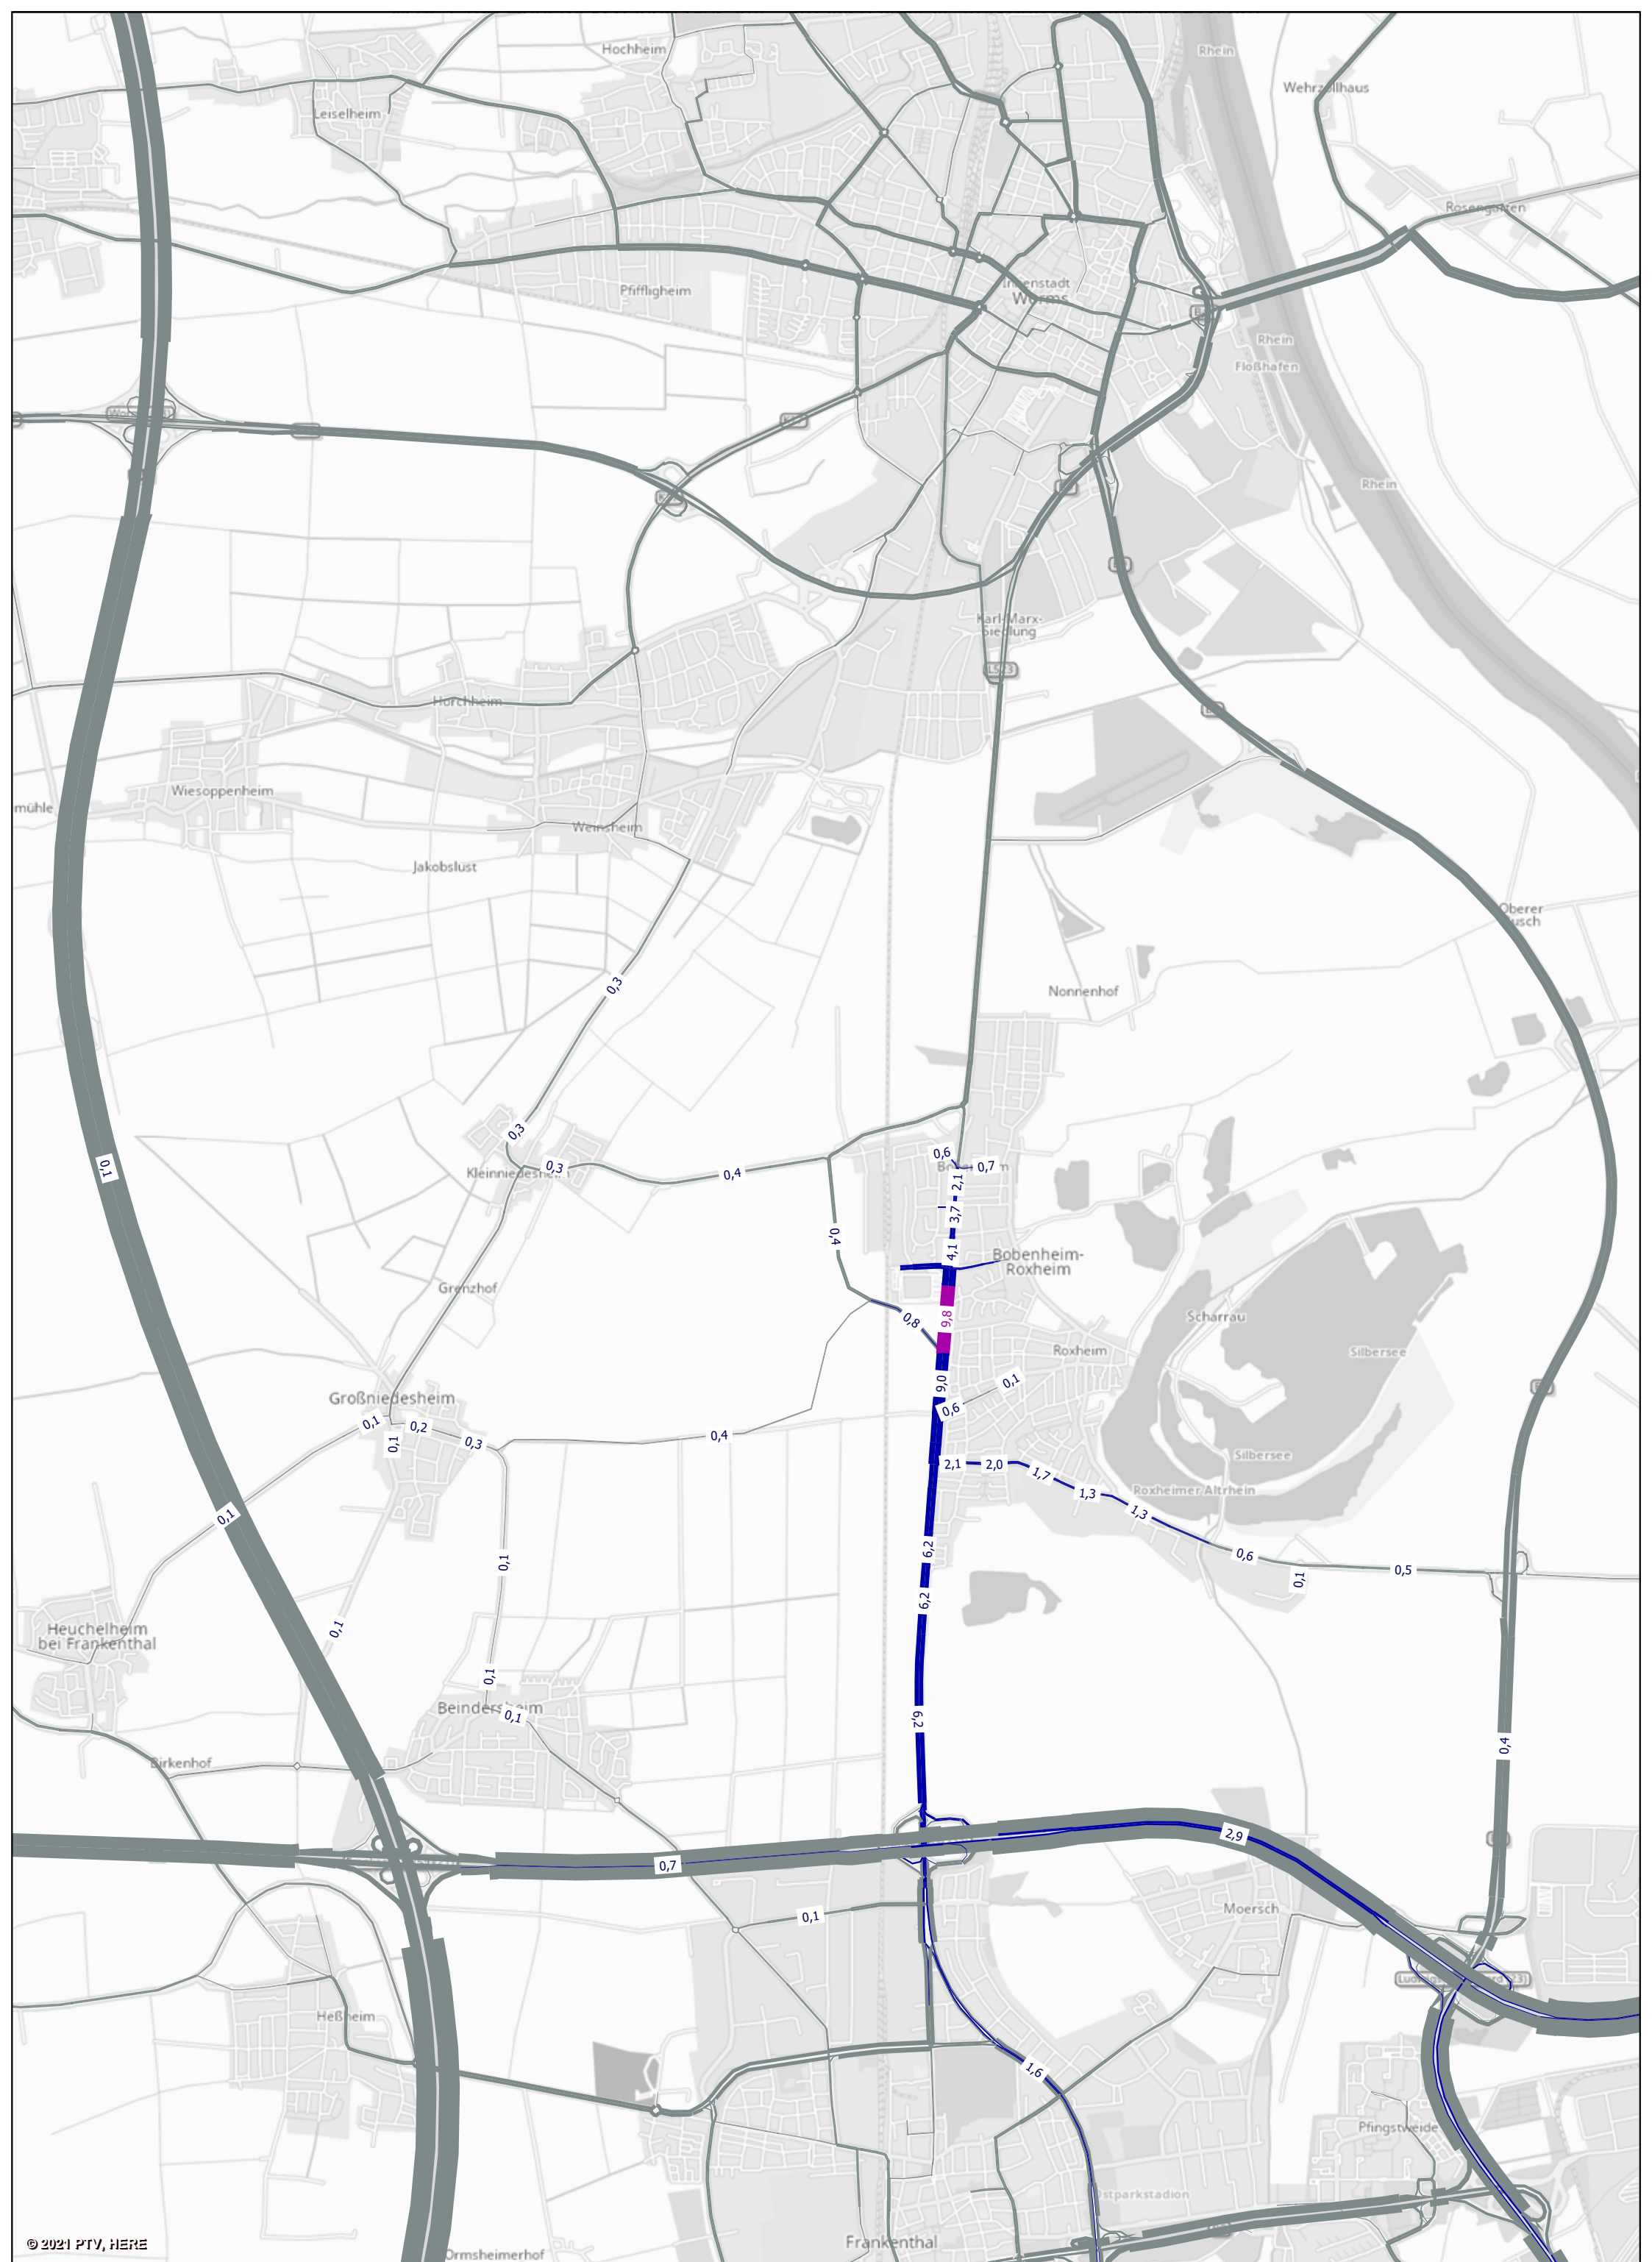 Hochheim
Rhein
Wehrzollhaus
Leiselheim
Rosengarten
Pfiffligheim
Innenstadt
Worms
Rhein
Floßhafen
Rhein
Karl-Marx-
Siedlung
Horchheim
Wiesoppenheim
emühle
Weinsheim
Jakobslust
Oberer
Busch
0,3
Nonnenhof
0,3
0,1
0,3
Kleinniedesheim
0,4
0,6
0,7
2,1
3,7
0,4
4,1
Bobenheim-
Roxheim
Grenzhof
0,8
9,8
Scharrau
Roxheim
Silbersee
9,0
0,1
Großniedesheim
0,6
0,1
0,2
0,1
0,3
0,4
Silbersee
2,1
2,0
1,7
1,3
1,3
Roxheimer Altrhein
0,1
6,2
0,6
0,5
0,1
0,1
6,2
0,1
Heuchelheim
bei Frankenthal
0,1
Beindersheim
0,1
6,2
0,4
Birkenhof
2,9
0,7
0,1
Moersch
Heßheim
1,6
Pfingstweide
Ostparkstadion
Frankenthal
Ormsheimerhof
© 2021 PTV, HERE